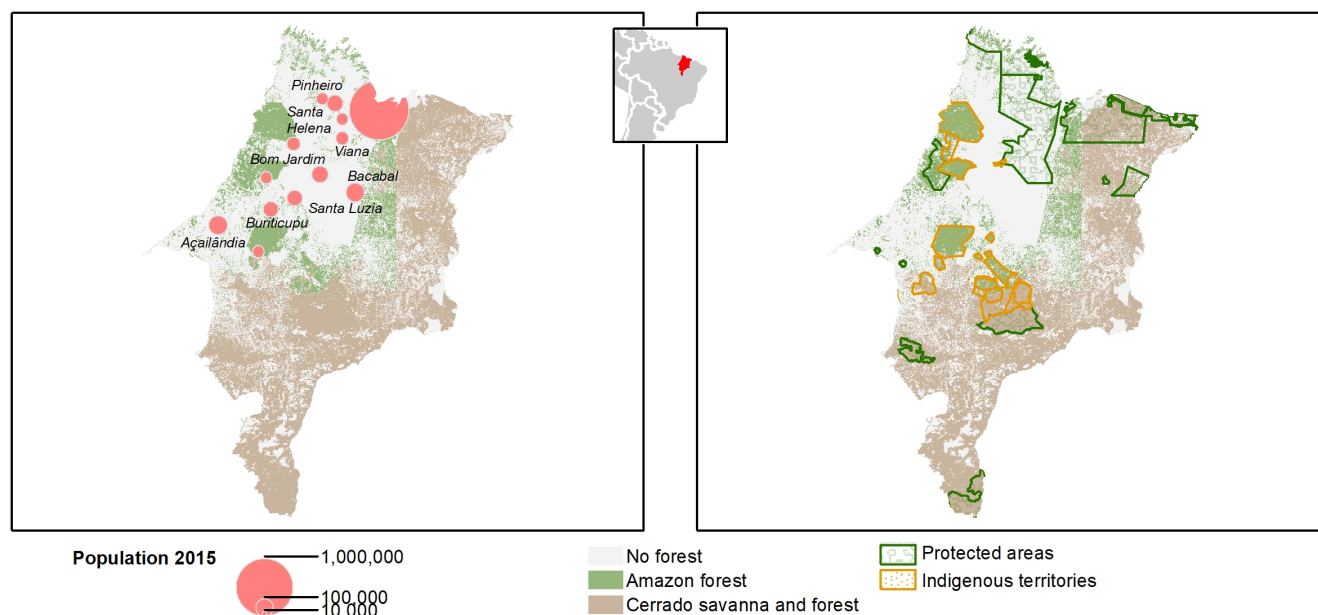 Pinheiro
Santa
Helena
Viana
Bom Jardim
Bacabal
Santa Luzia
Buriticupu
Açailândia
Population 2015
1,000,000
100,000
10,000
No forest
Amazon forest
Cerrado savanna and forest
Protected areas
Indigenous territories